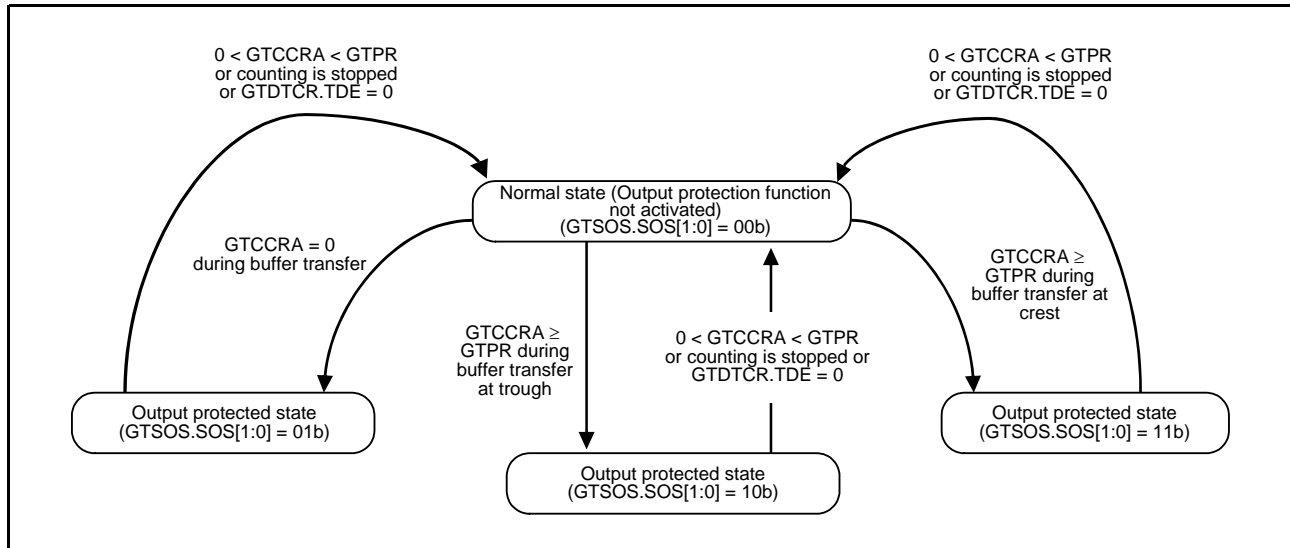 0 < GTCCRA < GTPR
or counting is stopped
or GTDTCR.TDE = 0
0 < GTCCRA < GTPR
or counting is stopped
or GTDTCR.TDE = 0
Normal state (Output protection function
not activated)
(GTSOS.SOS[1:0] = 00b)
GTCCRA = 0
during buffer transfer
GTCCRA ≥
GTPR during
buffer transfer at
crest
GTCCRA ≥
GTPR during
buffer transfer
at trough
0 < GTCCRA < GTPR
or counting is stopped or
GTDTCR.TDE = 0
Output protected state
(GTSOS.SOS[1:0] = 01b)
Output protected state
(GTSOS.SOS[1:0] = 11b)
Output protected state
(GTSOS.SOS[1:0] = 10b)